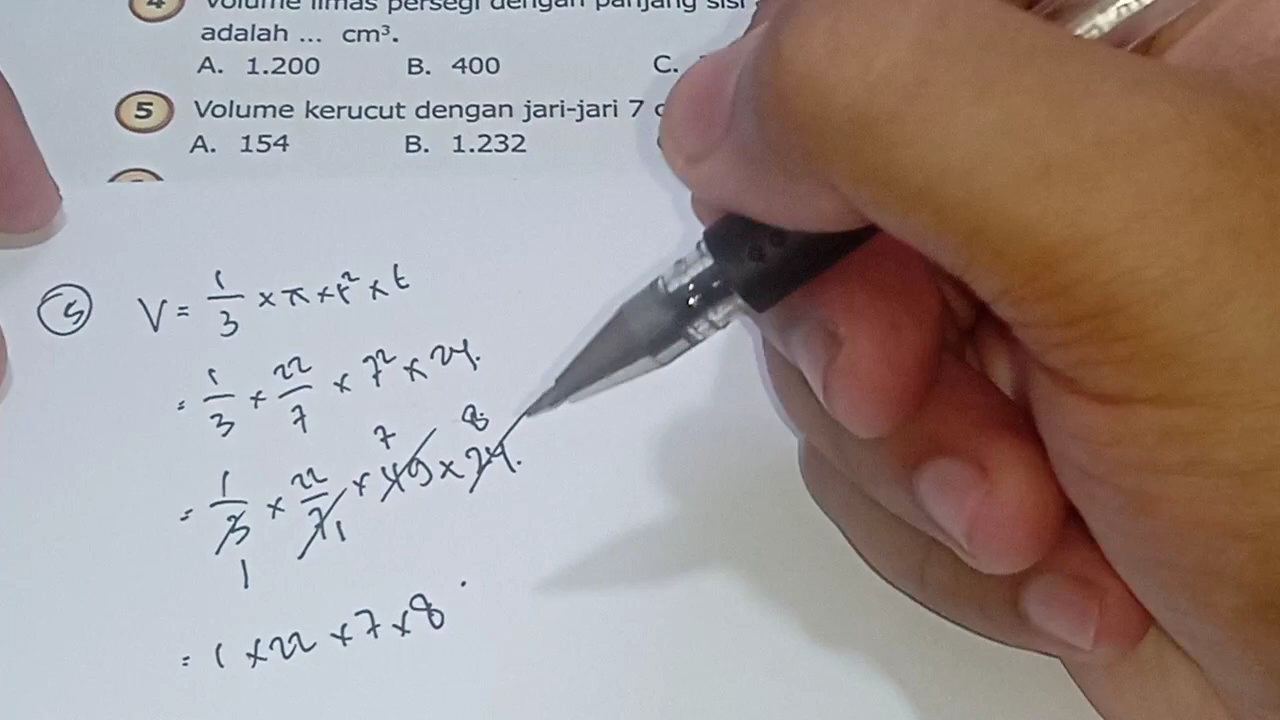 4 Volume limas persegi dengan panjang sisi
adalah ... cm³.
A. 1.200 B. 400 C.
5 Volume kerucut dengan jari-jari 7
A. 154 B. 1.232
5 V = 1/3 × π × r² × t
= 1/3 × 22/7 × 7² × 24.
7 8
= 1/3 × 22/7 1 × 49 × 24.
1
= 1 × 22 × 7 × 8